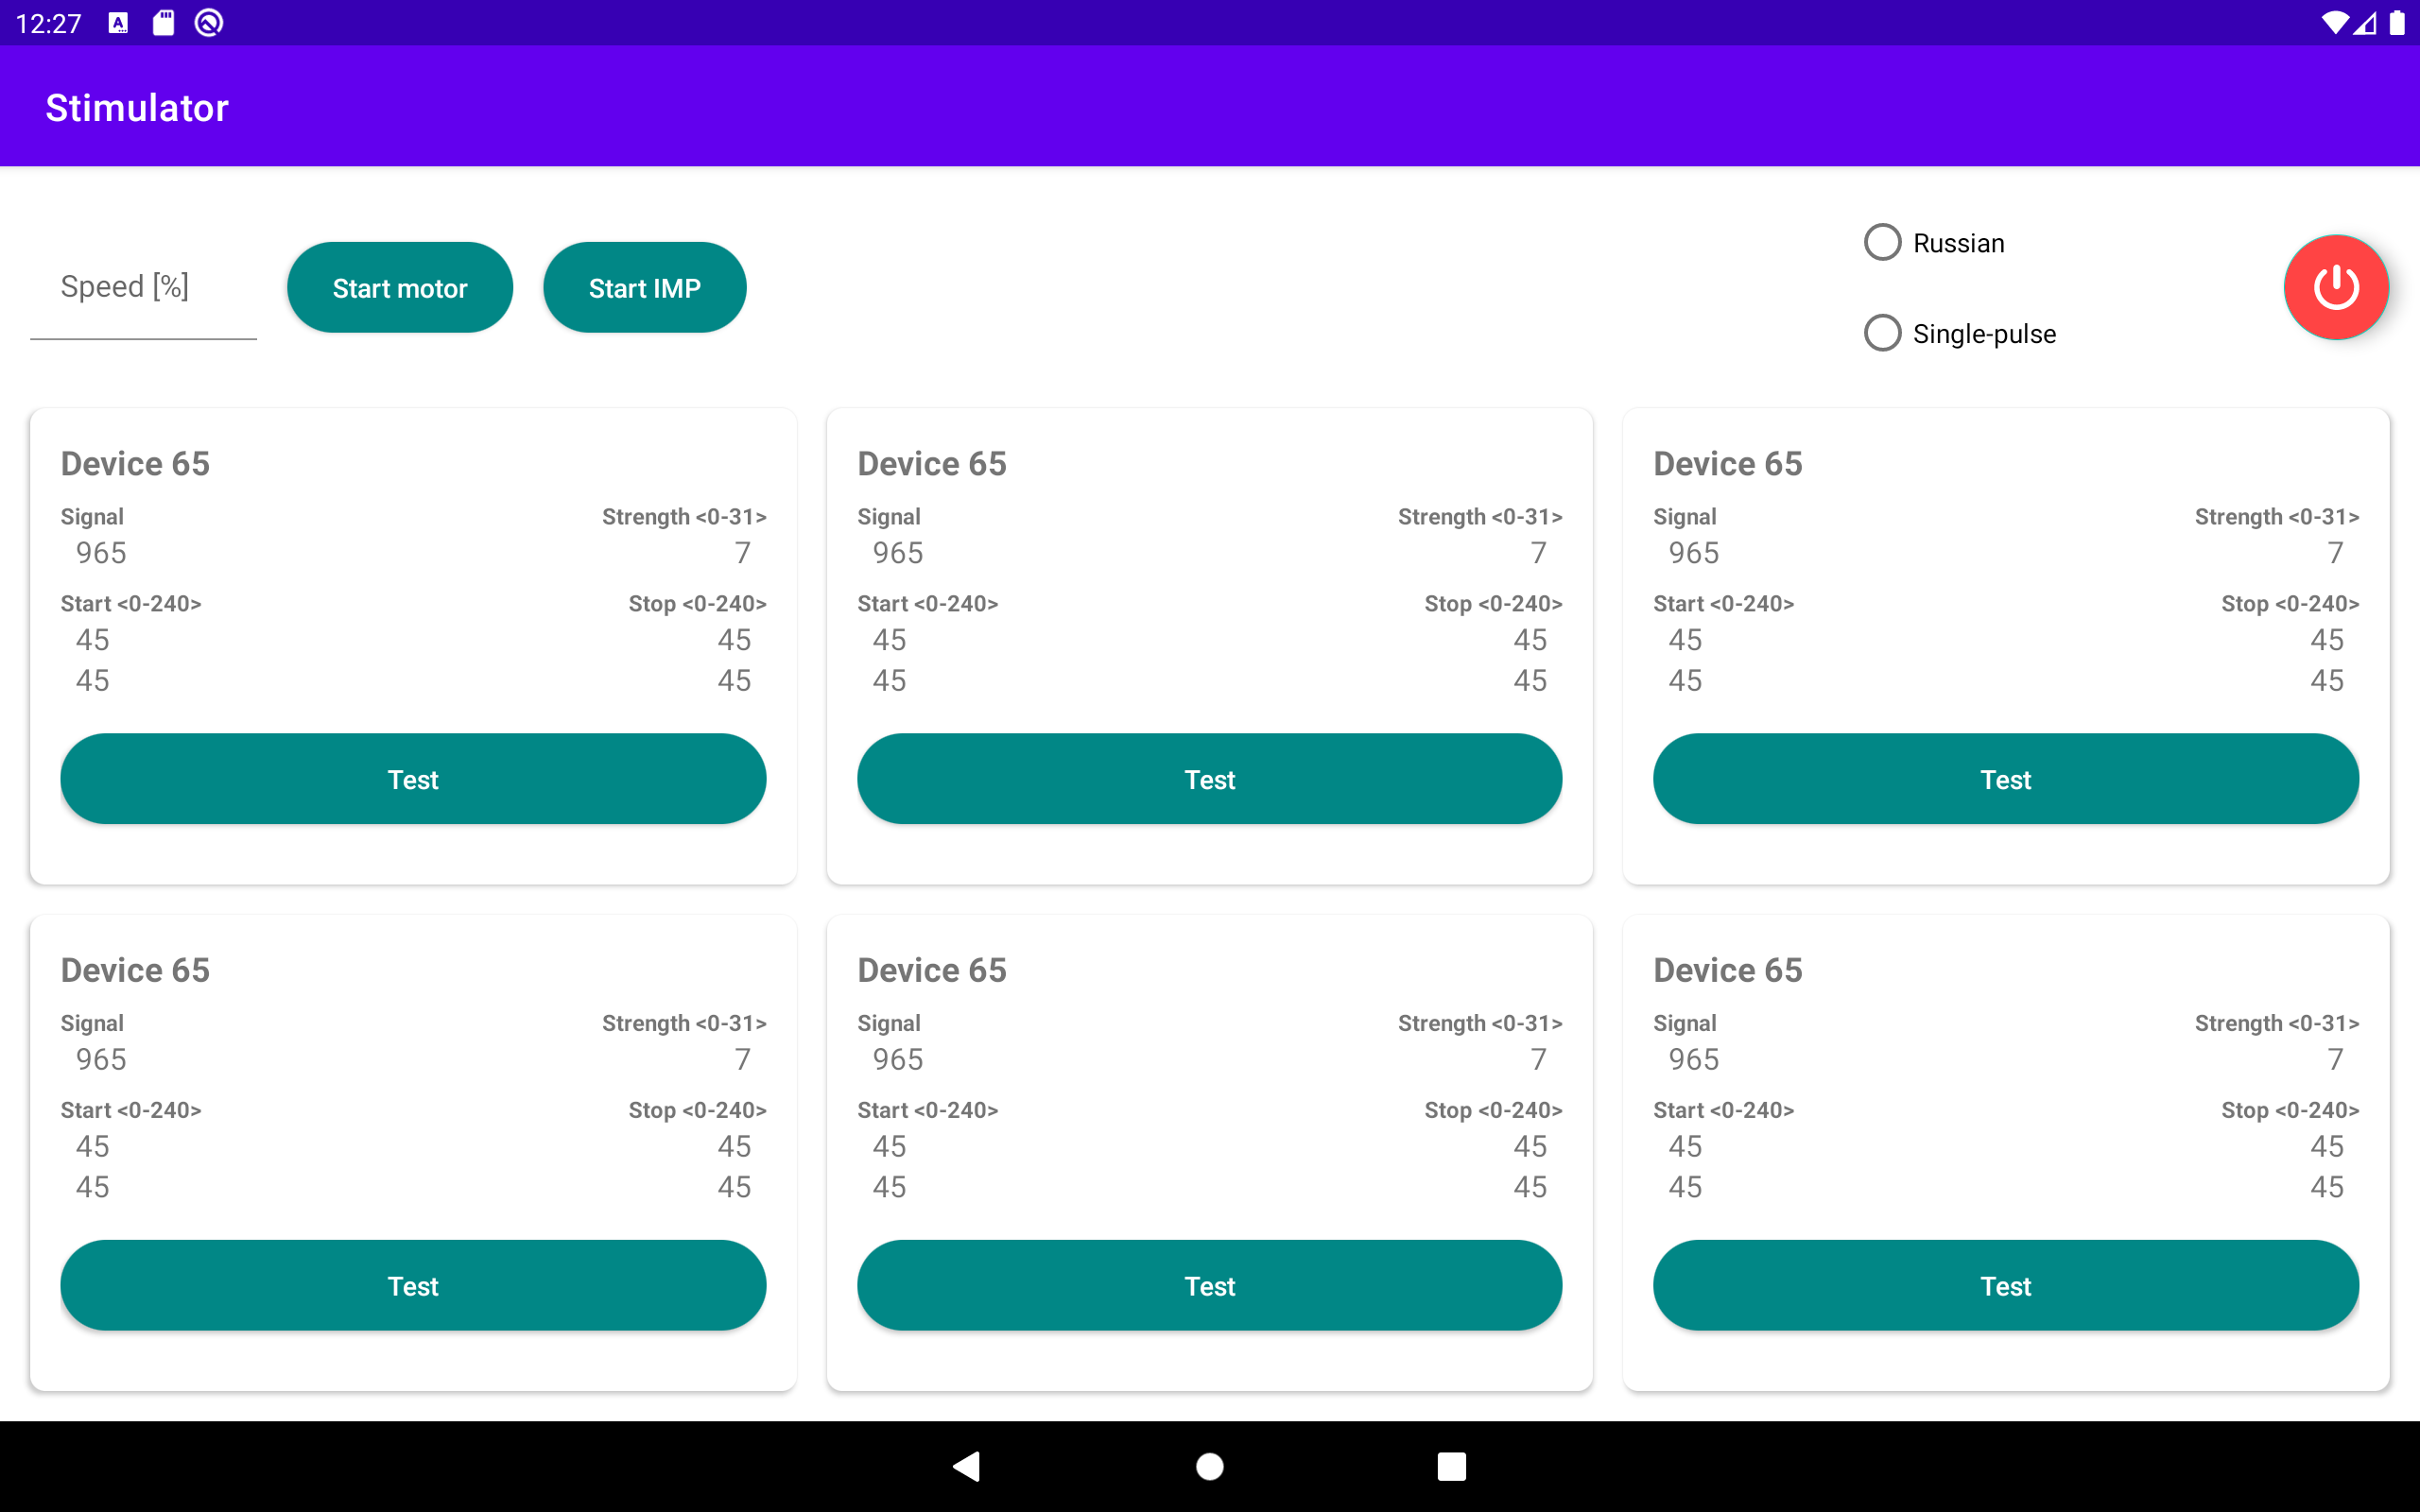 12:27
Stimulator
Speed [%]
Start motor
Start IMP
Russian
Single-pulse
Device 65
Signal Strength <0-31>
965 7
Start <0-240> Stop <0-240>
45 45
45 45
Test
Device 65
Signal Strength <0-31>
965 7
Start <0-240> Stop <0-240>
45 45
45 45
Test
Device 65
Signal Strength <0-31>
965 7
Start <0-240> Stop <0-240>
45 45
45 45
Test
Device 65
Signal Strength <0-31>
965 7
Start <0-240> Stop <0-240>
45 45
45 45
Test
Device 65
Signal Strength <0-31>
965 7
Start <0-240> Stop <0-240>
45 45
45 45
Test
Device 65
Signal Strength <0-31>
965 7
Start <0-240> Stop <0-240>
45 45
45 45
Test